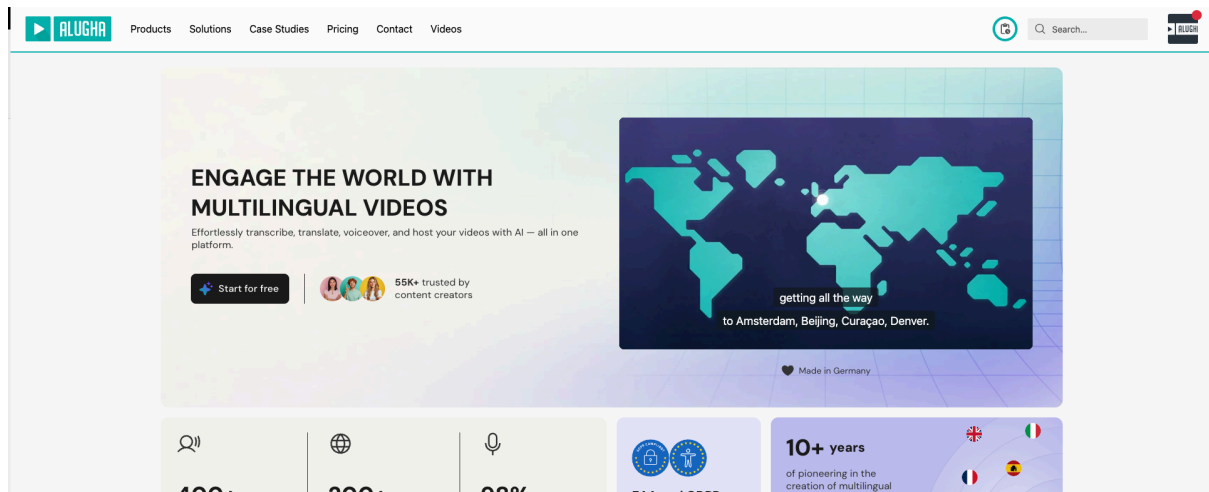 ALUGHA
Products Solutions Case Studies Pricing Contact Videos
Search...
ENGAGE THE WORLD WITH
MULTILINGUAL VIDEOS
Effortlessly transcribe, translate, voiceover, and host your videos with AI — all in one
platform.
Start for free
55K+ trusted by
content creators
getting all the way
to Amsterdam, Beijing, Curaçao, Denver.
Made in Germany
10+ years
of pioneering in the
creation of multilingual